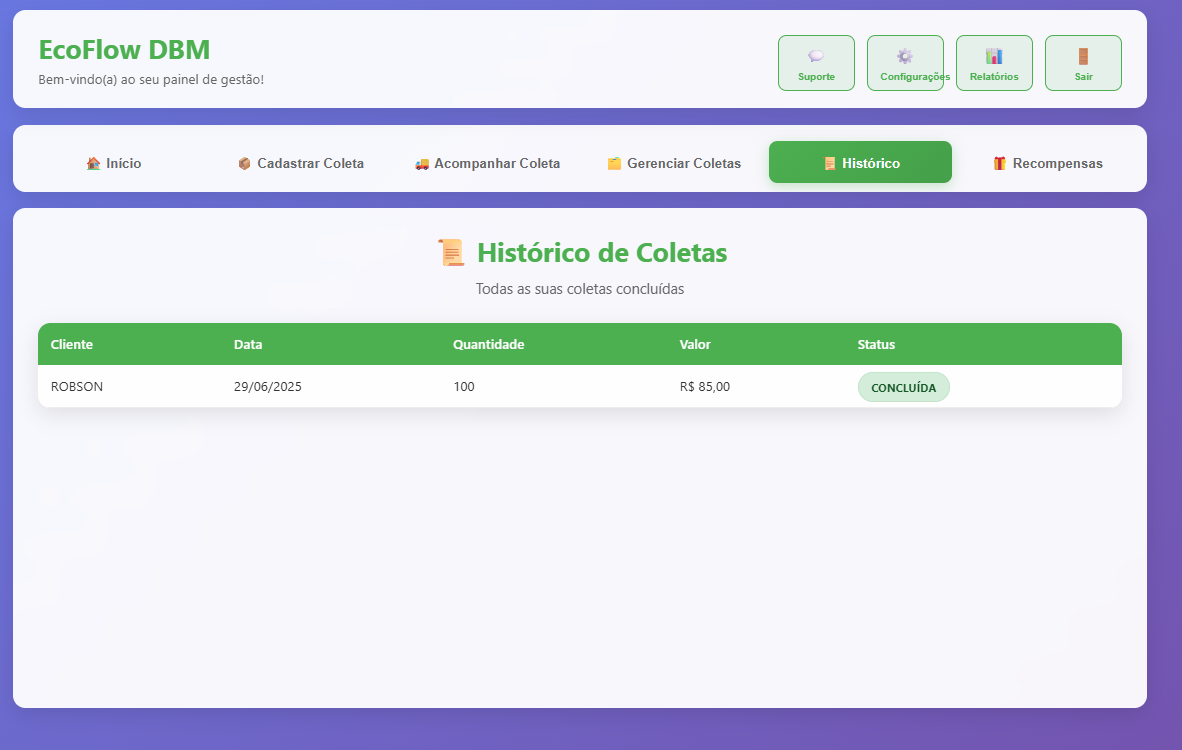 EcoFlow DBM
Bem-vindo(a) ao seu painel de gestão!
Suporte
Configurações
Relatórios
Sair
Início
Cadastrar Coleta
Acompanhar Coleta
Gerenciar Coletas
Histórico
Recompensas
Histórico de Coletas
Todas as suas coletas concluídas
Cliente Data Quantidade Valor Status
ROBSON 29/06/2025 100 R$ 85,00 CONCLUÍDA